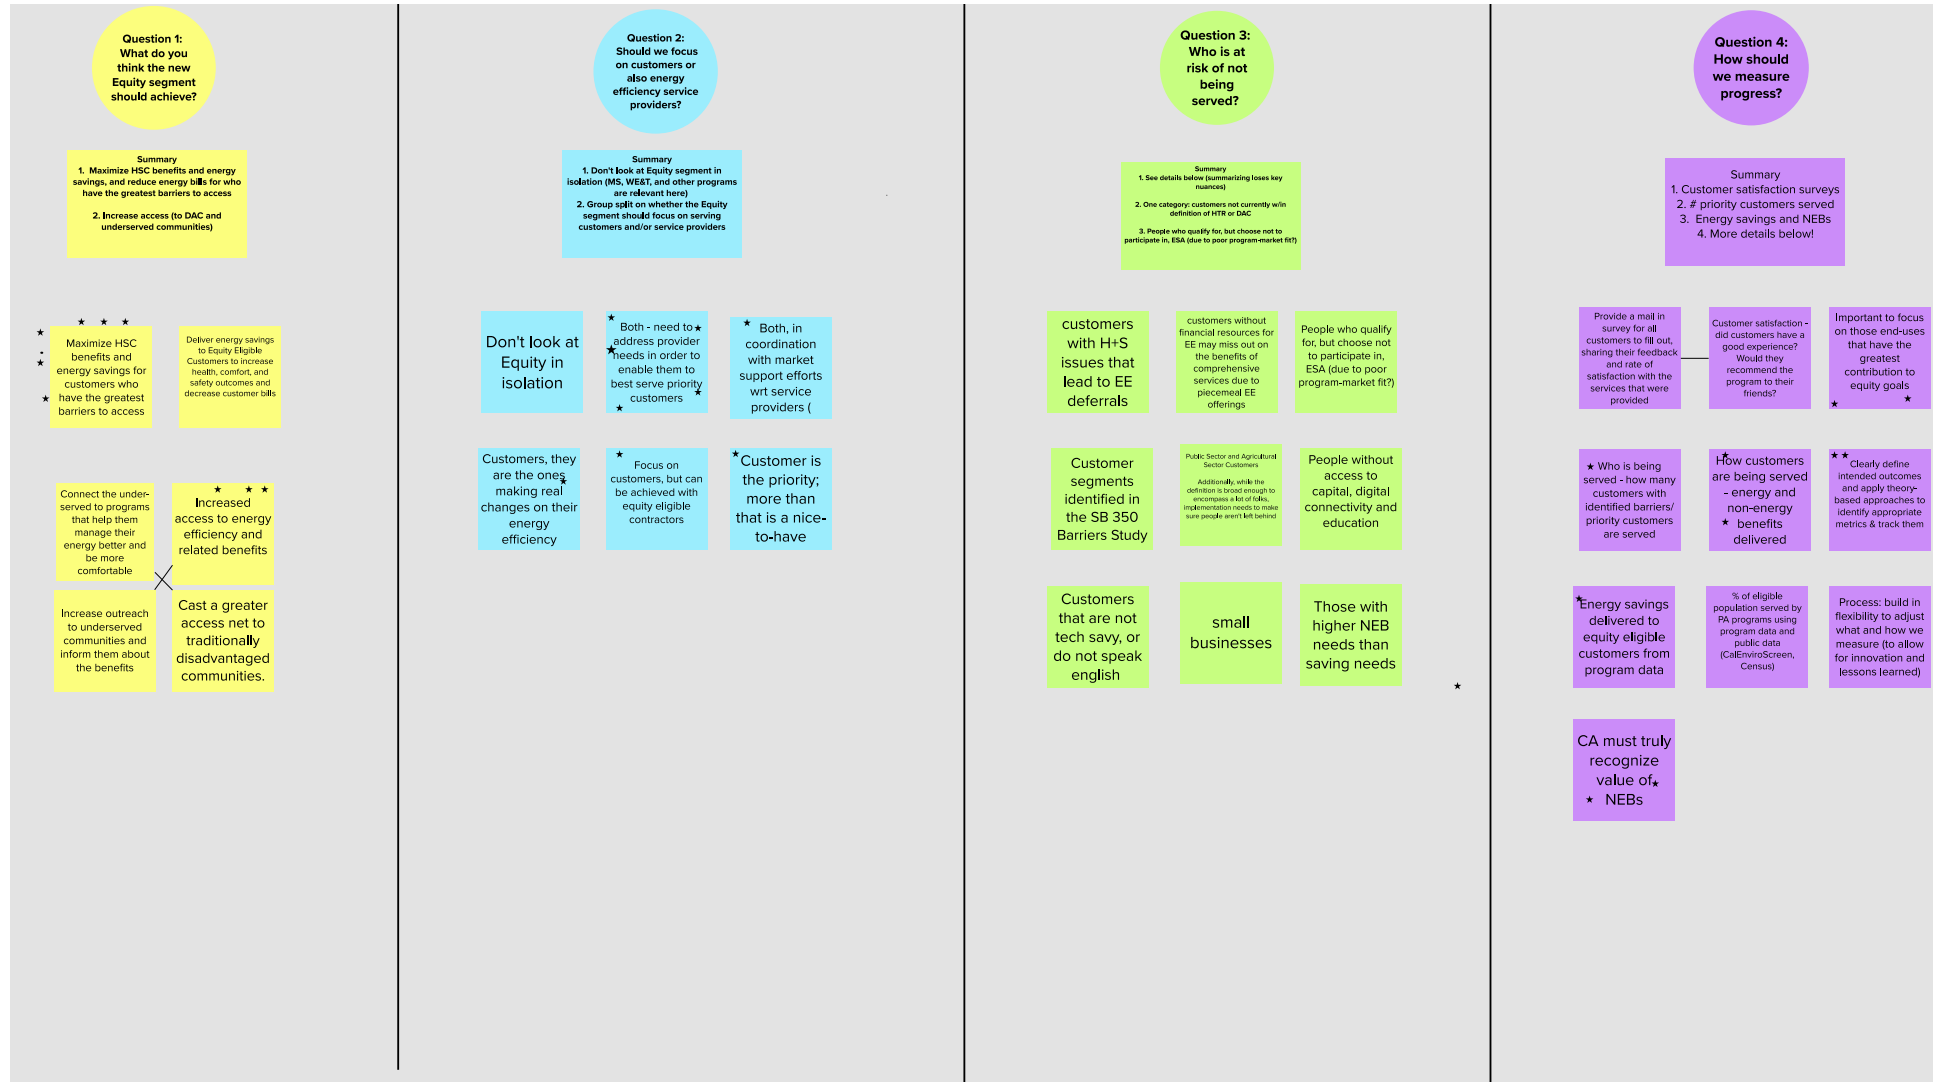 Question 1:
What do you
think the new
Equity segment
should achieve?
Summary
1. Maximize HSC benefits and energy
savings, and reduce energy bills for who
have the greatest barriers to access
2. Increase access (to DAC and
underserved communities)
Maximize HSC
benefits and
energy savings for
customers who
have the greatest
barriers to access
Deliver energy savings
to Equity Eligible
Customers to increase
health, comfort, and
safety outcomes and
decrease customer bills
Connect the under-
served to programs
that help them
manage their
energy better and
be more
comfortable
Increased
access to energy
efficiency and
related benefits
Increase outreach
to underserved
communities and
inform them about
the benefits
Cast a greater
access net to
traditionally
disadvantaged
communities.
Question 2:
Should we focus
on customers or
also energy
efficiency service
providers?
Summary
1. Don't look at Equity segment in
isolation (MS, WE&T, and other programs
are relevant here)
2. Group split on whether the Equity
segment should focus on serving
customers and/or service providers
Don't look at
Equity in
isolation
Both - need to
address provider
needs in order to
enable them to
best serve priority
customers
Both, in
coordination
with market
support efforts
wrt service
providers (
Customers, they
are the ones
making real
changes on their
energy
efficiency
Focus on
customers, but can
be achieved with
equity eligible
contractors
Customer is
the priority;
more than
that is a nice-
to-have
Question 3:
Who is at
risk of not
being
served?
Summary
1. See details below (summarizing loses key
nuances)
2. One category: customers not currently w/in
definition of HTR or DAC
3. People who qualify for, but choose not to
participate in, ESA (due to poor program-market fit?)
customers
with H+S
issues that
lead to EE
deferrals
customers without
financial resources for
EE may miss out on
the benefits of
comprehensive
services due to
piecemeal EE
offerings
People who qualify
for, but choose not
to participate in,
ESA (due to poor
program-market fit?)
Customer
segments
identified in
the SB 350
Barriers Study
Public Sector and Agricultural
Sector Customers
Additionally, while the
definition is broad enough to
encompass a lot of folks,
implementation needs to make
sure people aren't left behind
People without
access to
capital, digital
connectivity and
education
Customers
that are not
tech savy, or
do not speak
english
small
businesses
Those with
higher NEB
needs than
saving needs
Question 4:
How should
we measure
progress?
Summary
1. Customer satisfaction surveys
2. # priority customers served
3. Energy savings and NEBs
4. More details below!
Provide a mail in
survey for all
customers to fill out,
sharing their feedback
and rate of
satisfaction with the
services that were
provided
Customer satisfaction -
did customers have a
good experience?
Would they
recommend the
program to their
friends?
Important to focus
on those end-uses
that have the
greatest
contribution to
equity goals
Who is being
served - how many
customers with
identified barriers/
priority customers
are served
How customers
are being served
- energy and
non-energy
benefits
delivered
Clearly define
intended outcomes
and apply theory-
based approaches to
identify appropriate
metrics & track them
Energy savings
delivered to
equity eligible
customers from
program data
% of eligible
population served by
PA programs using
program data and
public data
(CalEnviroScreen,
Census)
Process: build in
flexibility to adjust
what and how we
measure (to allow
for innovation and
lessons learned)
CA must truly
recognize
value of
NEBs